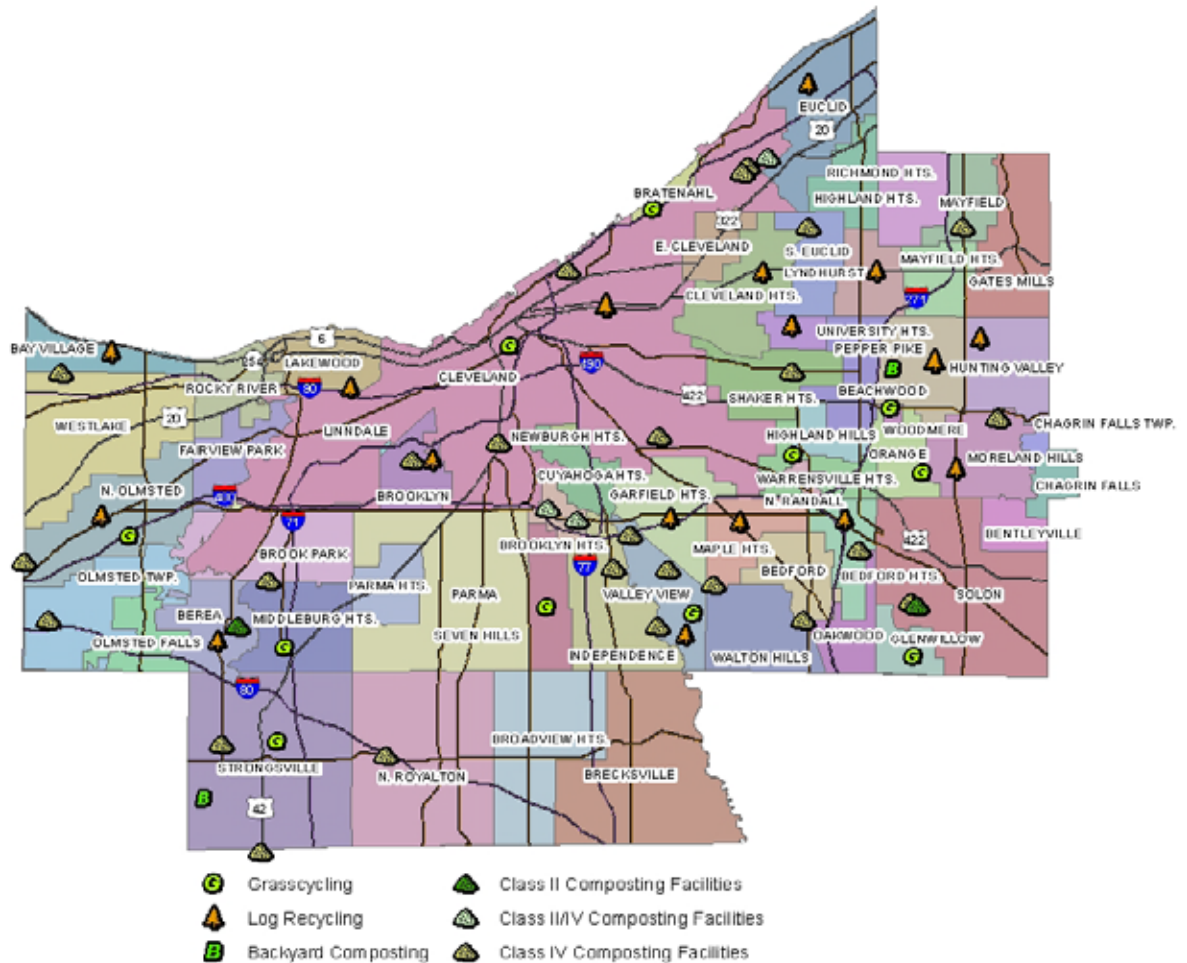 EUCLID
20
RICHMOND HTS.
BRATENAHL
HIGHLAND HTS.
MAYFIELD
322
E. CLEVELAND
S. EUCLID
MAYFIELD HTS.
LYNDHURST
GATES MILLS
CLEVELAND HTS.
271
6
UNIVERSITY HTS.
BAY VILLAGE
254
LAKEWOOD
PEPPER PIKE
490
B
HUNTING VALLEY
ROCKY RIVER
80
CLEVELAND
BEACHWOOD
422
SHAKER HTS.
G
20
WESTLAKE
LINNDALE
NEWBURGH HTS.
HIGHLAND HILLS
WOODMERE
CHAGRIN FALLS TWP.
FAIRVIEW PARK
ORANGE
MORELAND HILLS
CUYAHOGA HTS.
G
WARRENSVILLE HTS.
G
N. OLMSTED
480
BROOKLYN
GARFIELD HTS.
N. RANDALL
CHAGRIN FALLS
71
G
BROOK PARK
BROOKLYN HTS.
MAPLE HTS.
422
BENTLEYVILLE
77
BEDFORD
BEDFORD HTS.
OLMSTED TWP.
PARMA HTS.
PARMA
VALLEY VIEW
SOLON
BEREA
MIDDLEBURG HTS.
G
G
SEVEN HILLS
OAKWOOD
GLENWILLOW
OLMSTED FALLS
G
INDEPENDENCE
WALTON HILLS
G
80
G
BROADVIEW HTS.
STRONGSVILLE
N. ROYALTON
BRECKSVILLE
B
42
G Grasscycling
Class II Composting Facilities
Log Recycling
Class II/IV Composting Facilities
B Backyard Composting
Class IV Composting Facilities